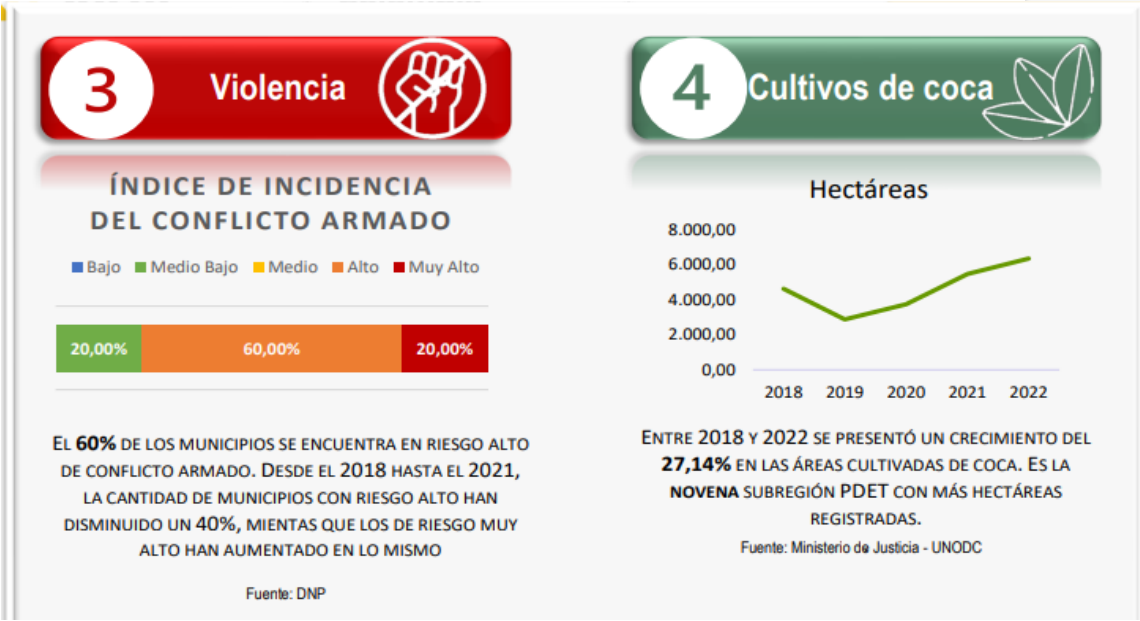 3
Violencia
ÍNDICE DE INCIDENCIA
DEL CONFLICTO ARMADO
Bajo Medio Bajo Medio Alto Muy Alto
20,00% 60,00% 20,00%
EL 60% DE LOS MUNICIPIOS SE ENCUENTRA EN RIESGO ALTO
DE CONFLICTO ARMADO. DESDE EL 2018 HASTA EL 2021,
LA CANTIDAD DE MUNICIPIOS CON RIESGO ALTO HAN
DISMINUIDO UN 40%, MIENTAS QUE LOS DE RIESGO MUY
ALTO HAN AUMENTADO EN LO MISMO
Fuente: DNP
4
Cultivos de coca
Hectáreas
8.000,00
6.000,00
4.000,00
2.000,00
0,00
2018 2019 2020 2021 2022
ENTRE 2018 Y 2022 SE PRESENTÓ UN CRECIMIENTO DEL
27,14% EN LAS ÁREAS CULTIVADAS DE COCA. ES LA
NOVENA SUBREGIÓN PDET CON MÁS HECTÁREAS
REGISTRADAS.
Fuente: Ministerio de Justicia - UNODC